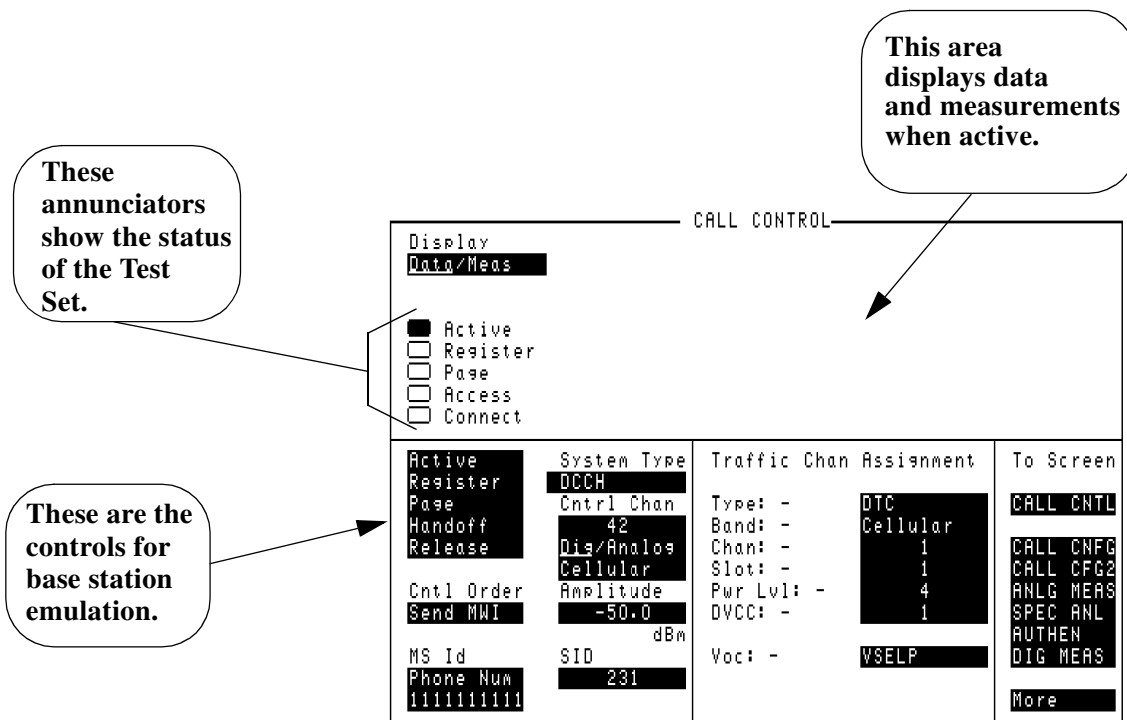 This area
displays data
and measurements
when active.
These
annunciators
show the status
of the Test
Set.
CALL CONTROL
Display
Data/Meas
Active
Register
Page
Access
Connect
These are the
controls for
base station
emulation.
Active
Register
Page
Handoff
Release
Cntl Order
Send MWI
MS Id
Phone Num
1111111111
System Type
DCCH
Cntrl Chan
42
Dig/Analog
Cellular
Amplitude
-50.0
dBm
SID
231
Traffic Chan Assignment
Type: - DTC
Band: - Cellular
Chan: - 1
Slot: - 1
Pwr Lvl: - 4
DVCC: - 1
Voc: - VSELP
To Screen
CALL CNTL
CALL CNFG
CALL CFG2
ANLG MEAS
SPEC ANL
AUTHEN
DIG MEAS
More